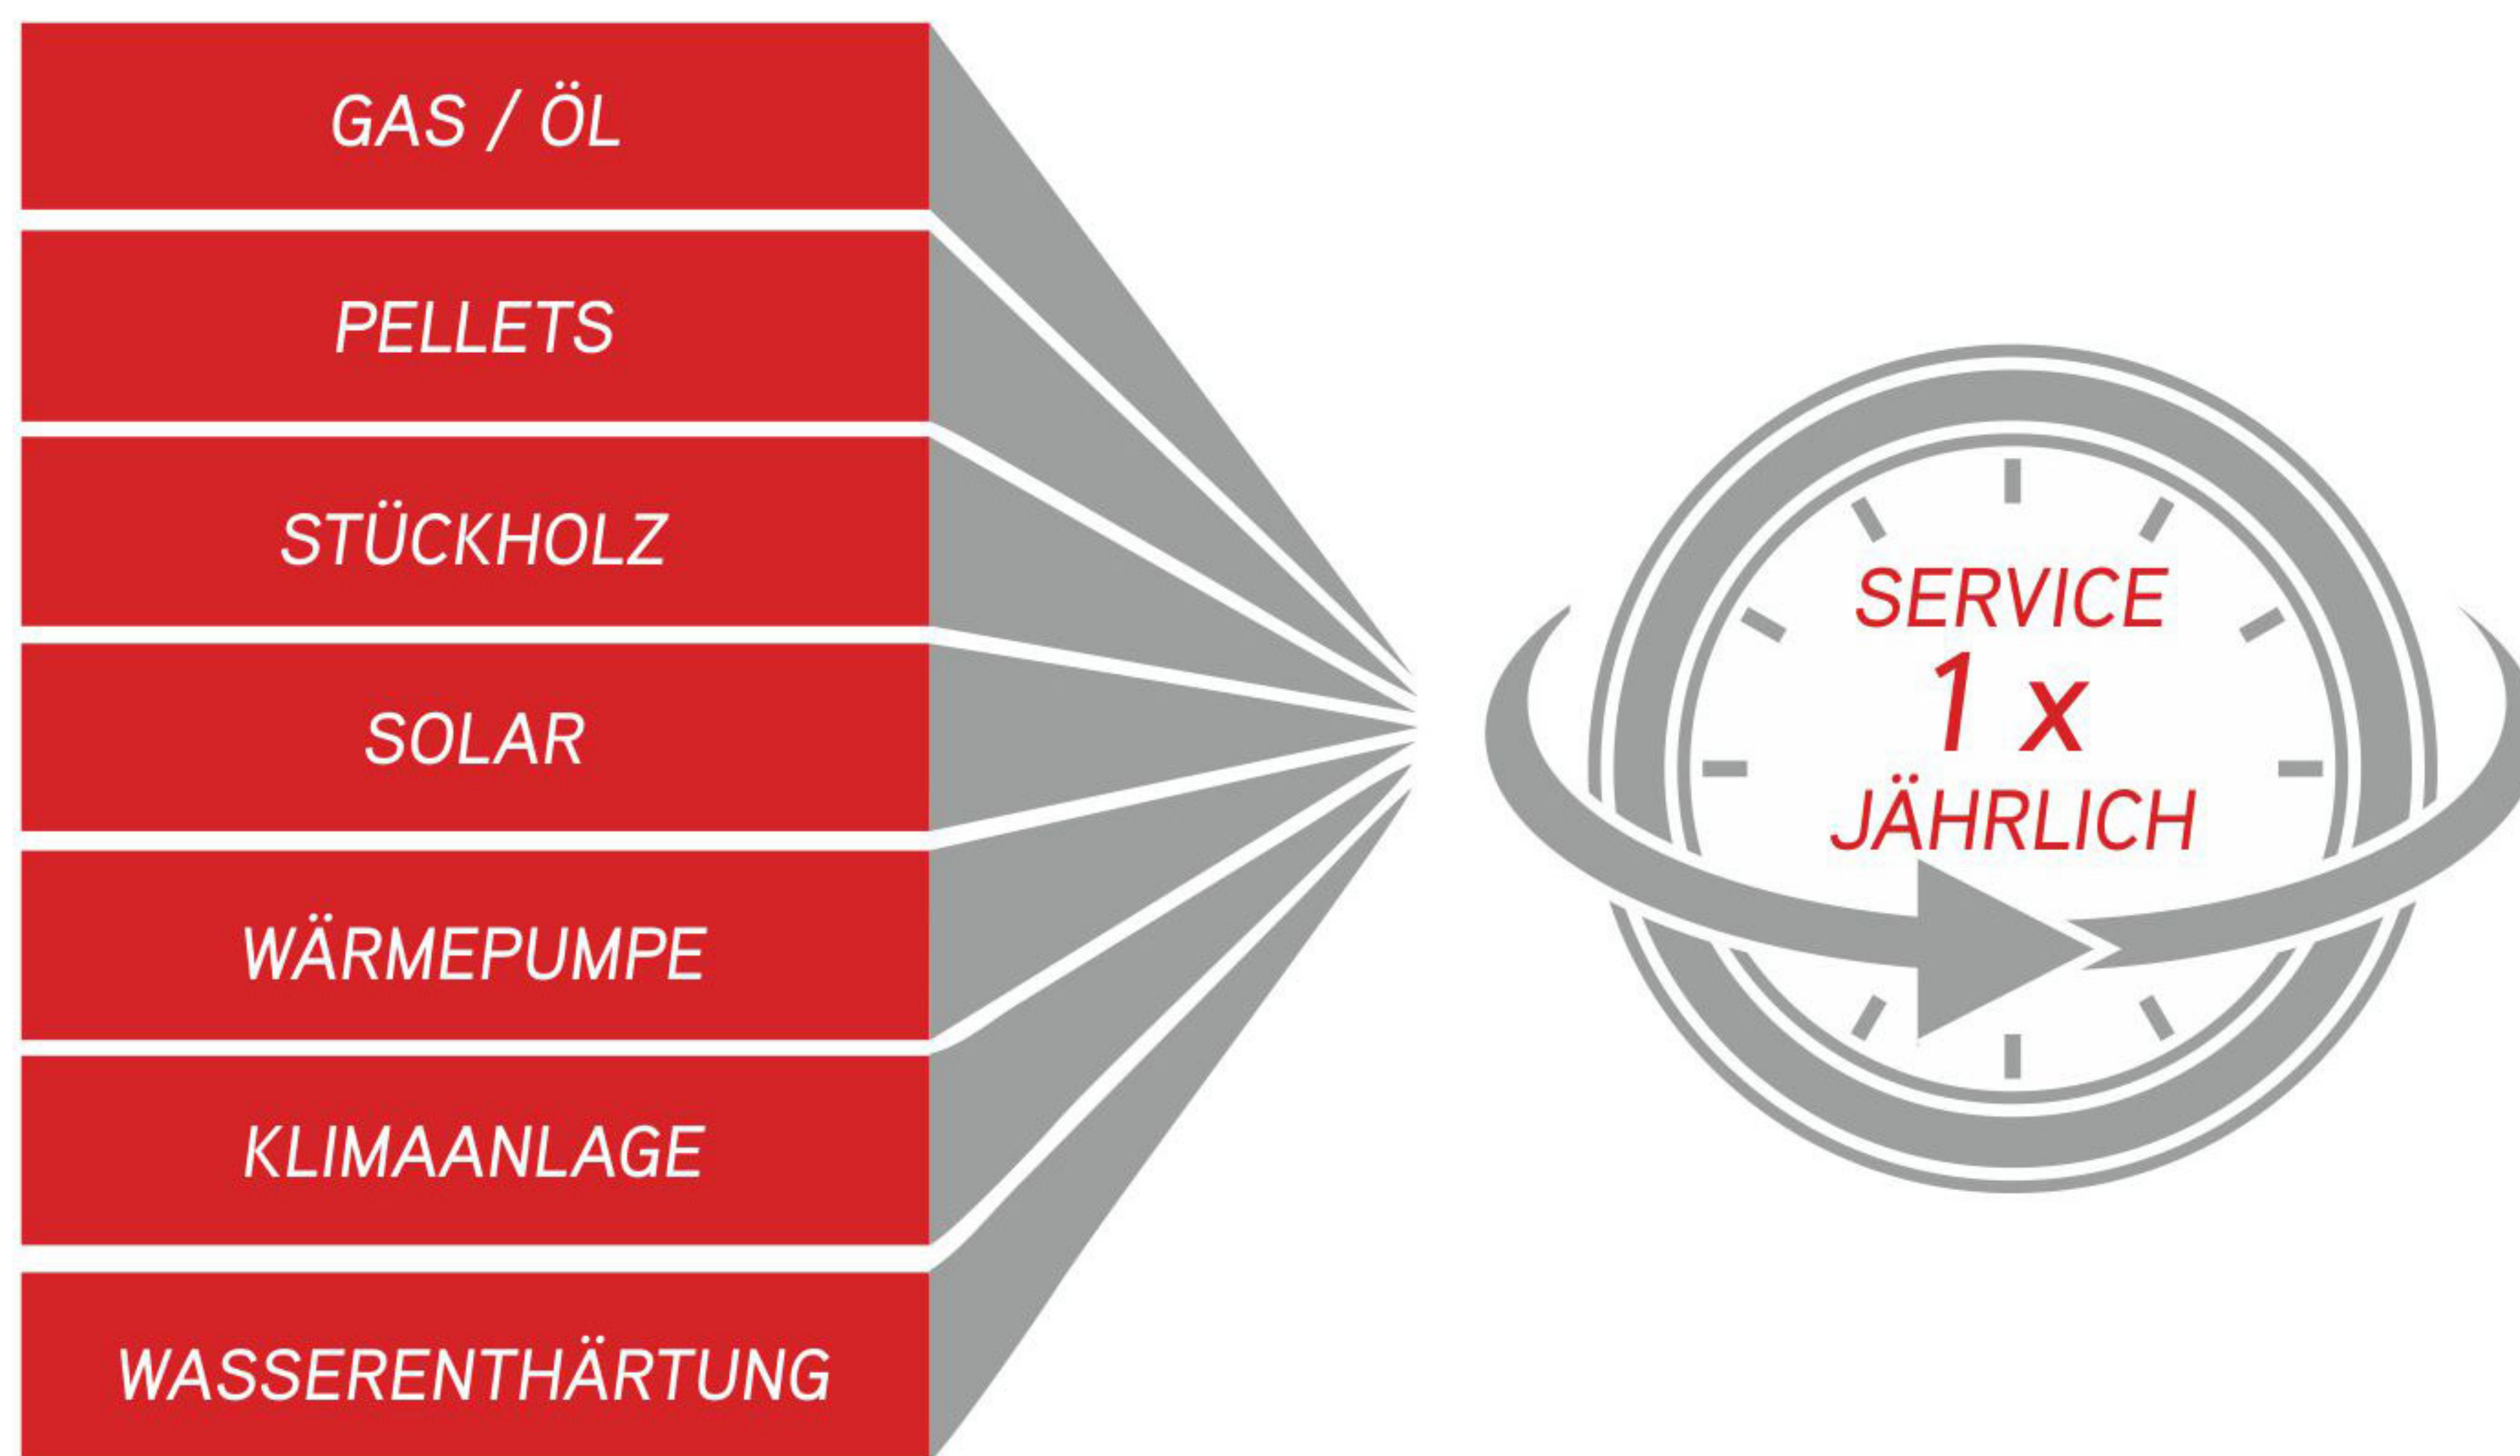 GAS / ÖL
PELLETS
STÜCKHOLZ
SOLAR
WÄRMEPUMPE
KLIMAANLAGE
WASSERENTHÄRTUNG
SERVICE
1 x
JÄHRLICH